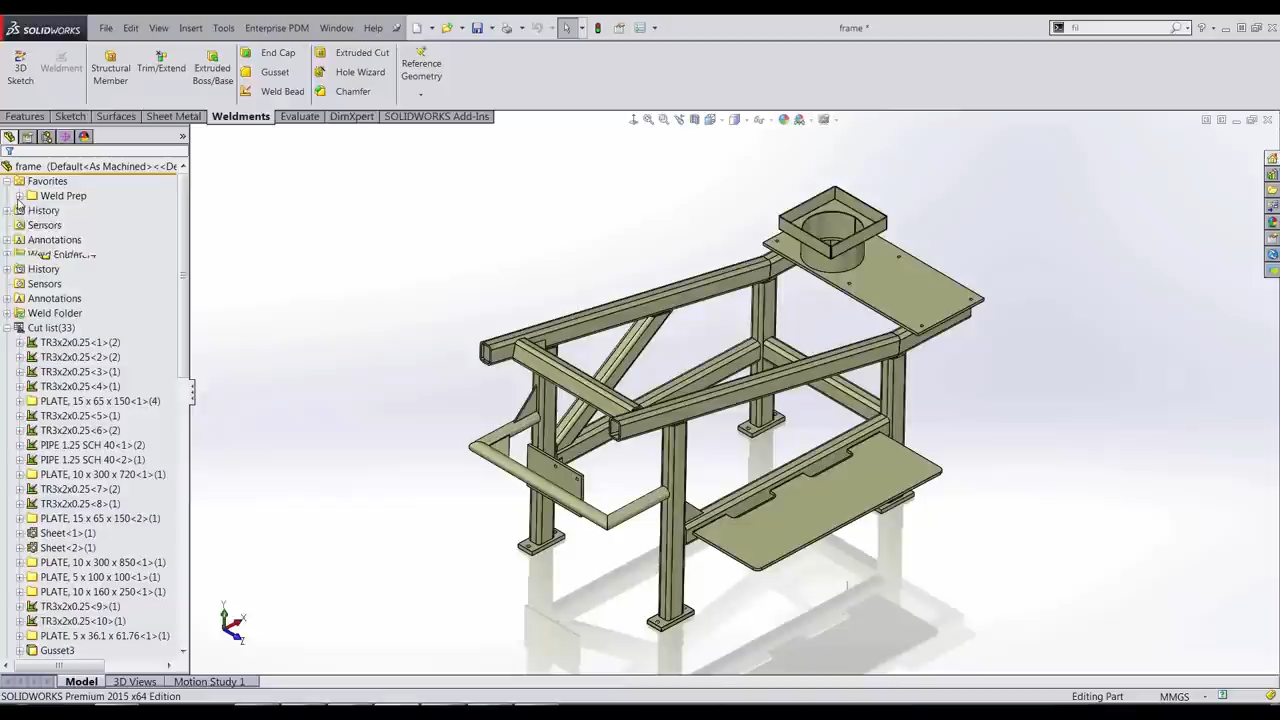 SOLIDWORKS File Edit View Insert Tools Enterprise PDM Window Help frame * fil
3D Sketch
Weldment
Structural Member
Trim/Extend
Extruded Boss/Base
End Cap
Gusset
Weld Bead
Extruded Cut
Hole Wizard
Chamfer
Reference Geometry
Features Sketch Surfaces Sheet Metal Weldments Evaluate DimXpert SOLIDWORKS Add-Ins
frame (Default<As Machined><<De
Favorites
Weld Prep
History
Sensors
Annotations
History
Sensors
Annotations
Weld Folder
Cut list(33)
TR3x2x0.25<1>(2)
TR3x2x0.25<2>(2)
TR3x2x0.25<3>(1)
TR3x2x0.25<4>(1)
PLATE, 15 x 65 x 150<1>(4)
TR3x2x0.25<5>(1)
TR3x2x0.25<6>(2)
PIPE 1.25 SCH 40<1>(2)
PIPE 1.25 SCH 40<2>(1)
PLATE, 10 x 300 x 720<1>(1)
TR3x2x0.25<7>(2)
TR3x2x0.25<8>(1)
PLATE, 15 x 65 x 150<2>(1)
Sheet<1>(1)
Sheet<2>(1)
PLATE, 10 x 300 x 850<1>(1)
PLATE, 5 x 100 x 100<1>(1)
PLATE, 10 x 160 x 250<1>(1)
TR3x2x0.25<9>(1)
TR3x2x0.25<10>(1)
PLATE, 5 x 36.1 x 61.76<1>(1)
Gusset3
Y
X
Z
Model 3D Views Motion Study 1
SOLIDWORKS Premium 2015 x64 Edition Editing Part MMGS